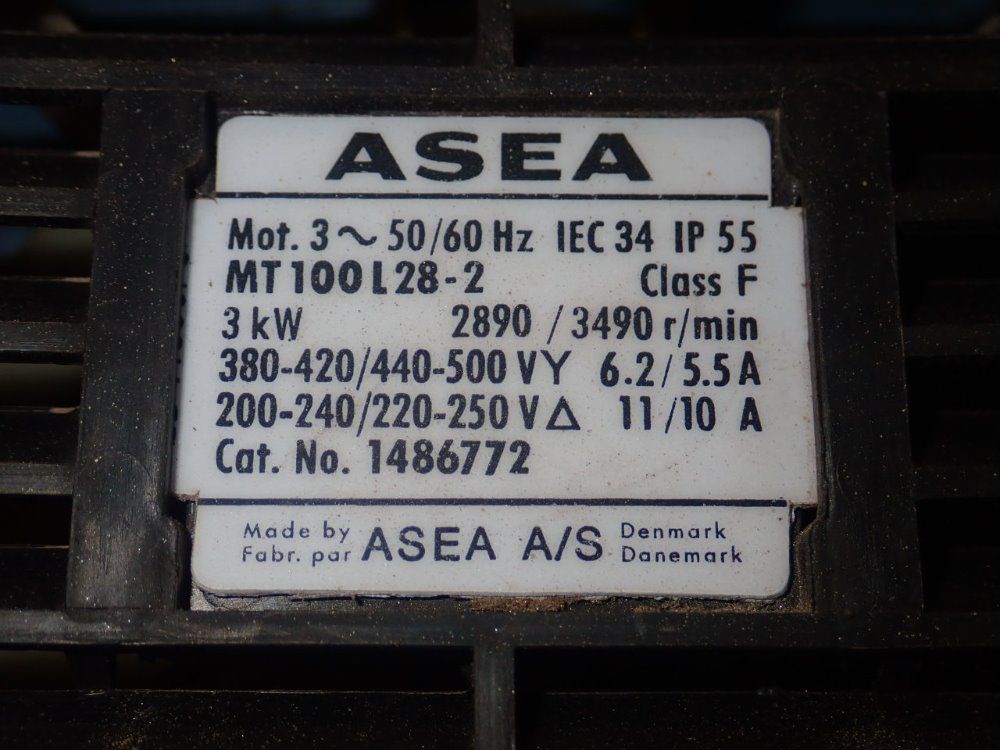 ASEA
Mot. 3~ 50/60 Hz IEC 34 IP 55
MT 100 L 28-2 Class F
3 kW 2890 / 3490 r/min
380-420/440-500 V Y 6.2 / 5.5 A
200-240/220-250 V △ 11 / 10 A
Cat. No. 1486772
Made by ASEA A/S Denmark
Fabr. par Danemark